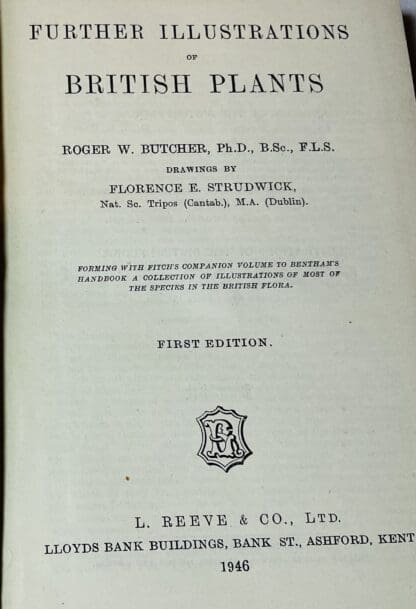 FURTHER ILLUSTRATIONS
OF
BRITISH PLANTS
ROGER W. BUTCHER, Ph.D., B.Sc., F.L.S.
DRAWINGS BY
FLORENCE E. STRUDWICK,
Nat. Sc. Tripos (Cantab.), M.A. (Dublin).
FORMING WITH FITCH'S COMPANION VOLUME TO BENTHAM'S
HANDBOOK A COLLECTION OF ILLUSTRATIONS OF MOST OF
THE SPECIES IN THE BRITISH FLORA.
FIRST EDITION.
L. REEVE & CO., LTD.
LLOYDS BANK BUILDINGS, BANK ST., ASHFORD, KENT
1946